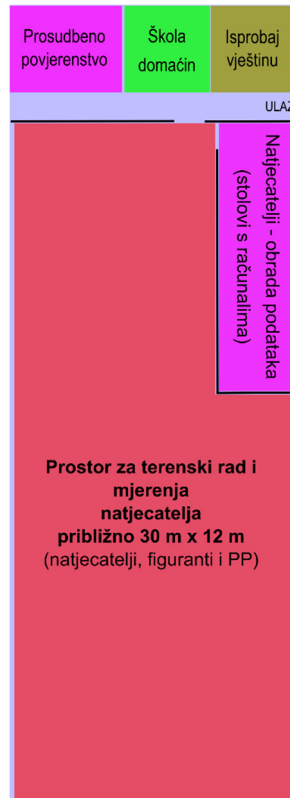 Prosudbeno
povjerenstvo
Škola
domaćin
Isprobaj
vještinu
ULAZ
Natjecatelji - obrada podataka
(stolovi s računalima)
Prostor za terenski rad i
mjerenja
natjecatelja
približno 30 m x 12 m
(natjecatelji, figuranti i PP)